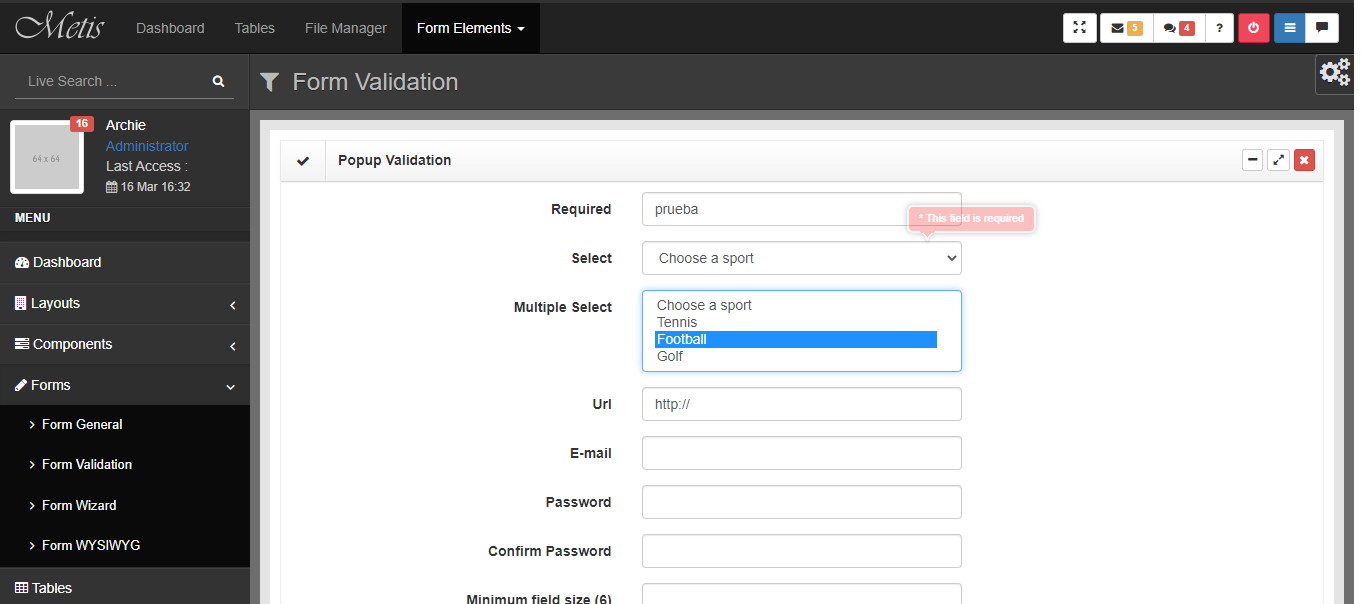 Metis
Dashboard
Tables
File Manager
Form Elements
5
4
?
Live Search ...
Form Validation
64 x 64
16
Archie
Administrator
Last Access :
16 Mar 16:32
MENU
Dashboard
Layouts
Components
Forms
Form General
Form Validation
Form Wizard
Form WYSIWYG
Tables
Popup Validation
Required
prueba
* This field is required
Select
Choose a sport
Multiple Select
Choose a sport
Tennis
Football
Golf
Url
http://
E-mail
Password
Confirm Password
Minimum field size (6)